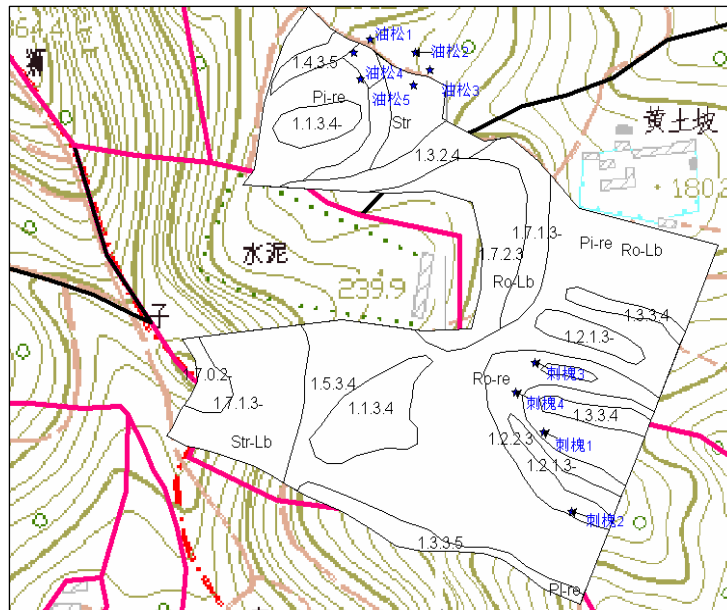 油松1
油松2
1.4.3.5
油松4
油松3
Pi-re
油松5
1.1.3.4-
Str
黄土坡
1.3.2.4
180.
1.7.1.3-
水泥
1.7.2.3
Pi-re
Ro-Lb
239.9
Ro-Lb
1.3.3.4
子
1.2.1.3-
1.7.0.2-
刺槐3
Ro-re
1.5.3.4
刺槐4
1.7.1.3-
1.1.3.4
1.3.3.4
Str-Lb
1.2.2.3
刺槐1
1.2.1.3-
刺槐2
1.3.3.5
Pl-re